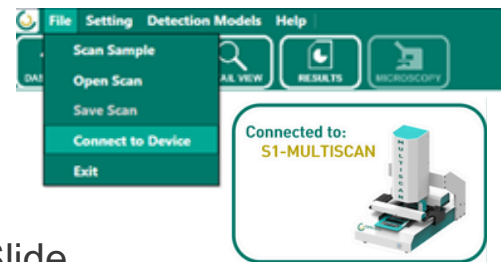 File Setting Detection Models Help
Scan Sample
Open Scan
Save Scan
Connect to Device
Exit
RESULTS
MICROSCOPY
Connected to:
S1-MULTISCAN
MULTISCAN